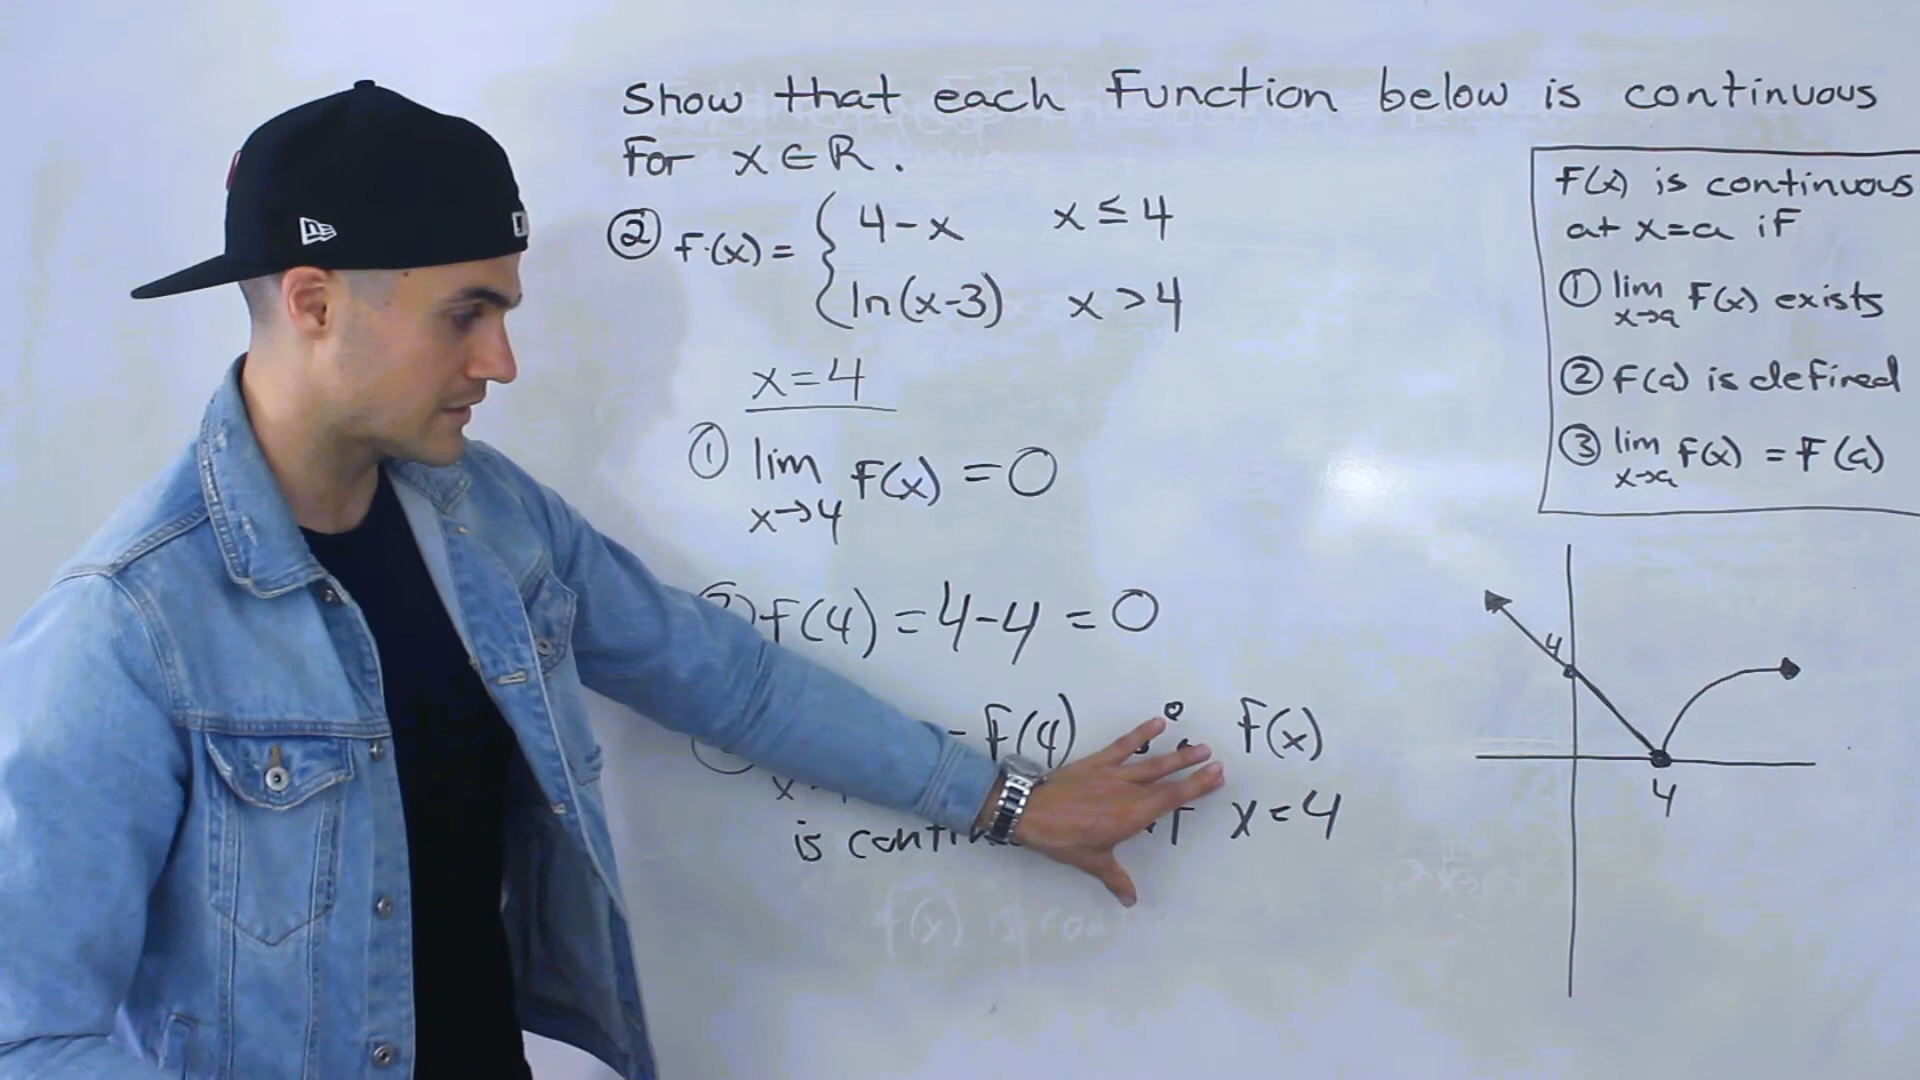 Show that each function below is continuous
for x ∈ R.
② f(x) = { 4-x   x ≤ 4
ln(x-3)   x > 4
x = 4
① lim x→4 f(x) = 0
f(4) = 4-4 = 0
= f(4) ∴ f(x)
is x = 4
f(x) is continuous
at x=a if
① lim x→a f(x) exists
② f(a) is defined
③ lim x→a f(x) = f(a)
4
4
f(x) is